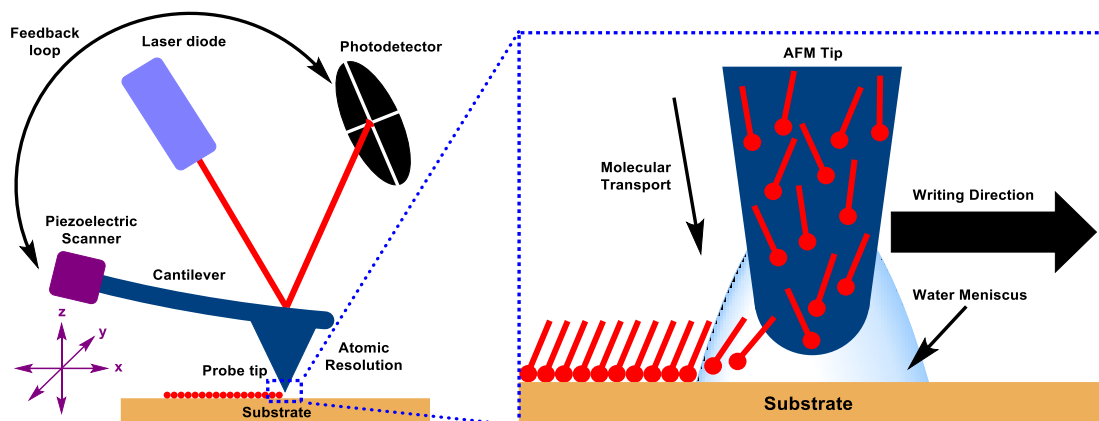 Feedback
loop
Laser diode
Photodetector
Piezoelectric
Scanner
Cantilever
z
y
x
Probe tip
Atomic
Resolution
Substrate
AFM Tip
Molecular
Transport
Writing Direction
Water Meniscus
Substrate